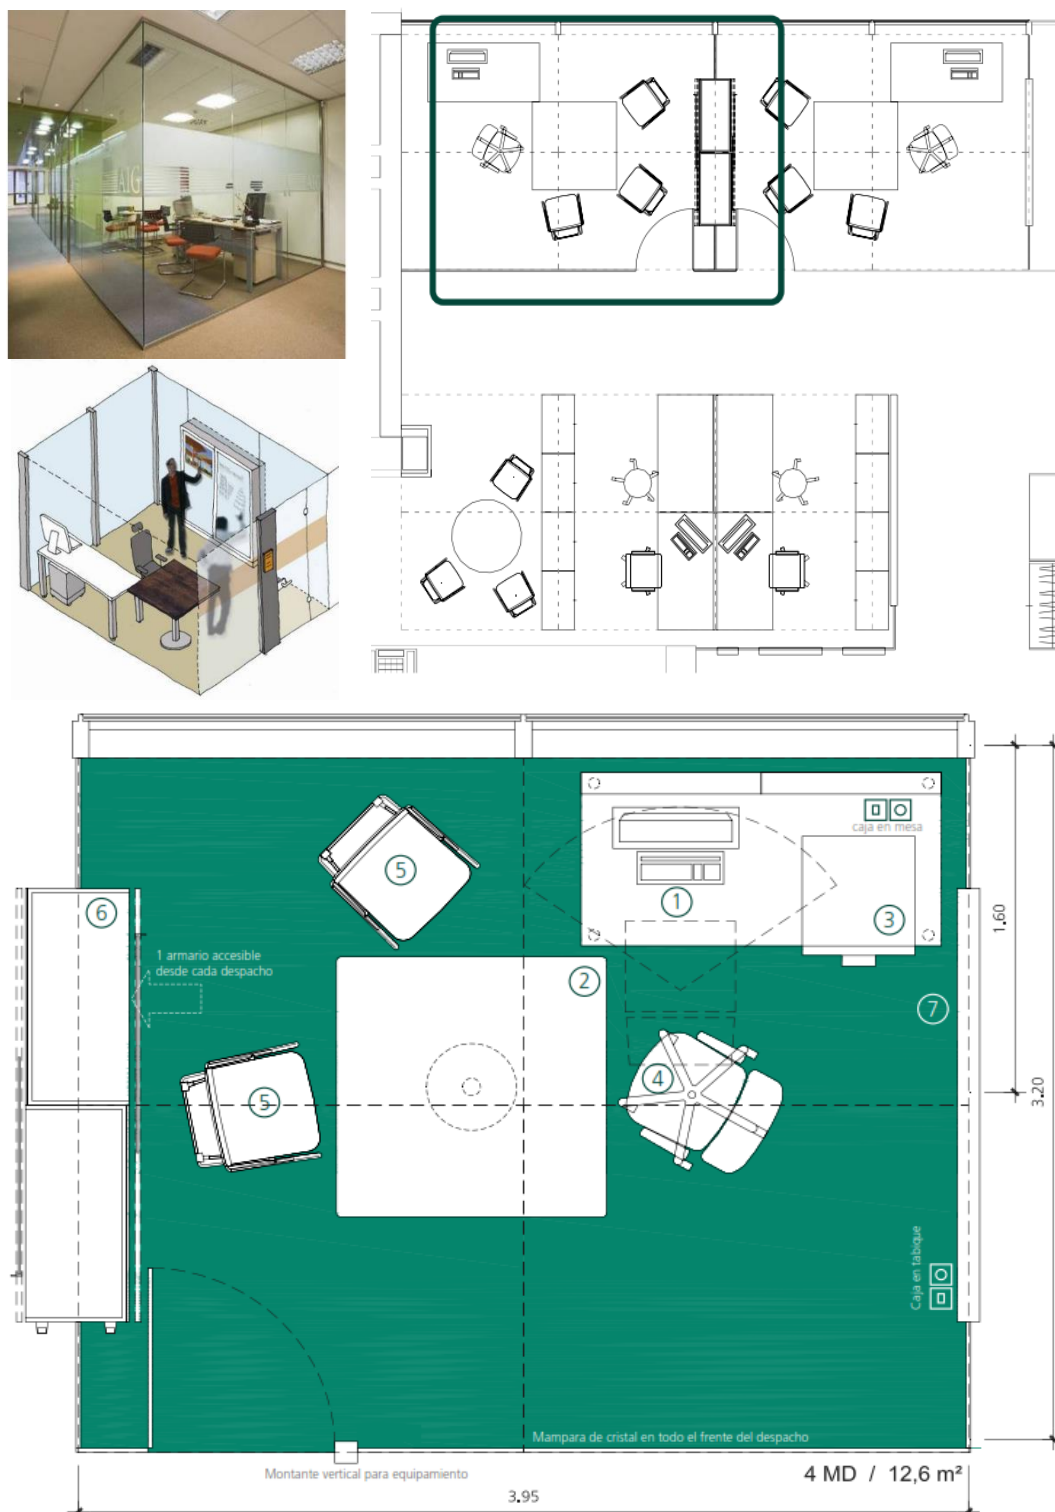 AIG
1
caja en mesa
2
3
4
5
5
6
7
1 armario accesible
desde cada despacho
1.60
3.20
Caja en tabique
Mampara de cristal en todo el frente del despacho
Montante vertical para equipamiento
4 MD / 12,6 m²
3.95